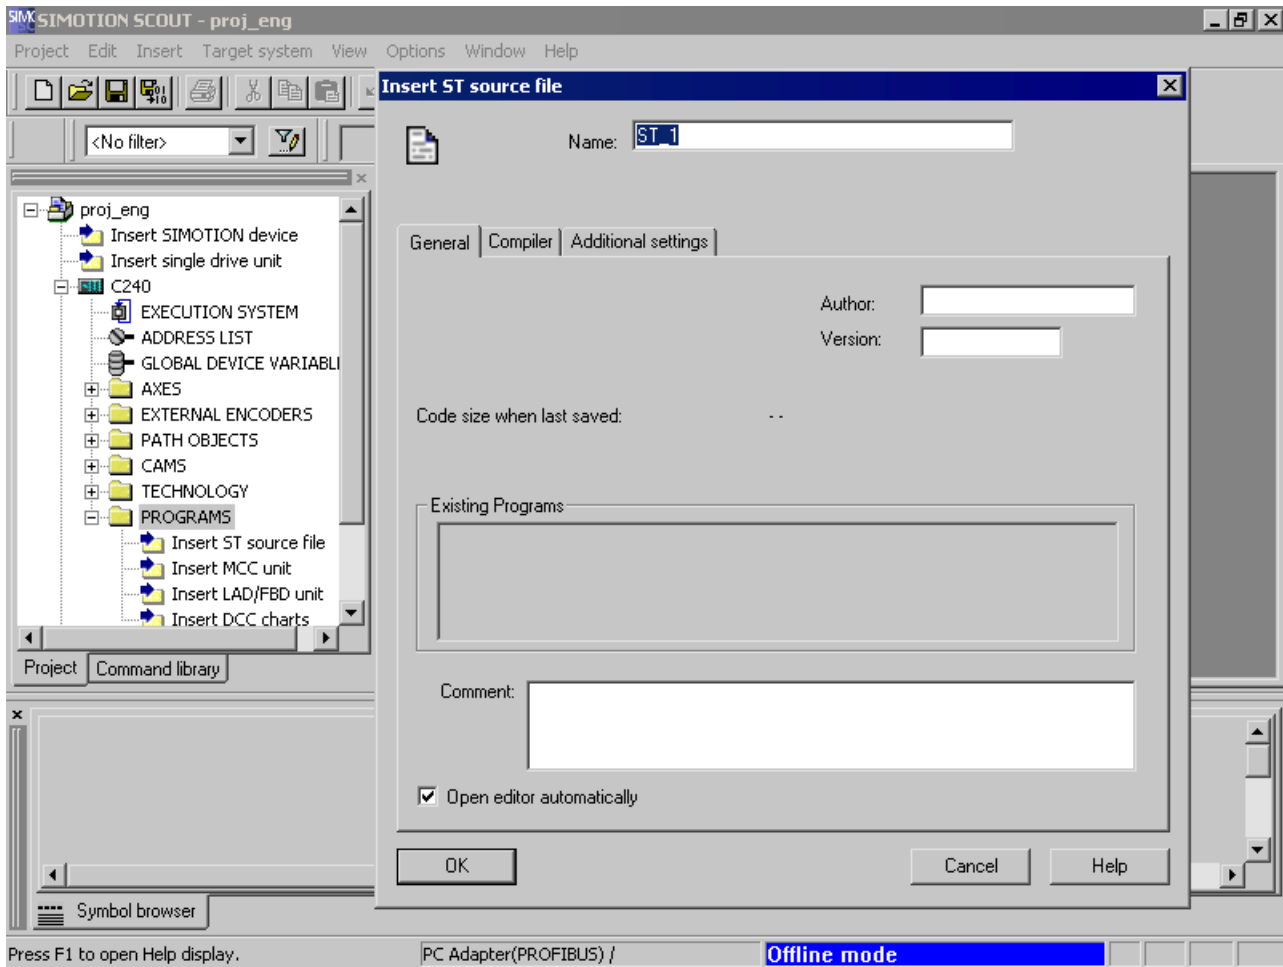 SIMOTION SCOUT - proj_eng
Project Edit Insert Target system View Options Window Help
Insert ST source file
<No filter>
Name: ST_1
proj_eng
Insert SIMOTION device
Insert single drive unit
C240
EXECUTION SYSTEM
ADDRESS LIST
GLOBAL DEVICE VARIABL
AXES
EXTERNAL ENCODERS
PATH OBJECTS
CAMS
TECHNOLOGY
PROGRAMS
Insert ST source file
Insert MCC unit
Insert LAD/FBD unit
Insert DCC charts
Project Command library
General Compiler Additional settings
Author:
Version:
Code size when last saved: - -
Existing Programs
Comment:
Open editor automatically
OK Cancel Help
Symbol browser
Press F1 to open Help display. PC Adapter(PROFIBUS) / Offline mode